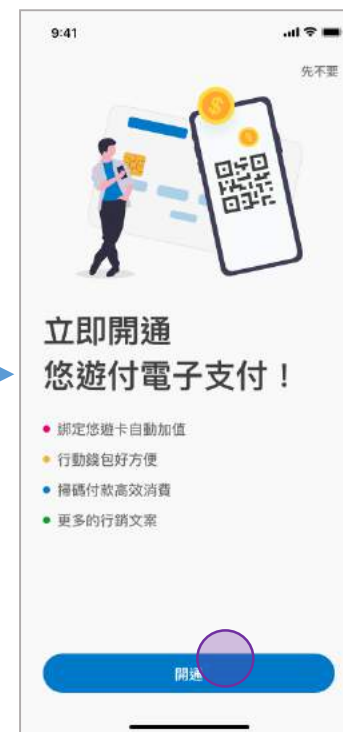 9:41
先不要
立即開通
悠遊付電子支付！
綁定悠遊卡自動加值
行動錢包好方便
掃碼付款高效消費
更多的行銷文案
開通